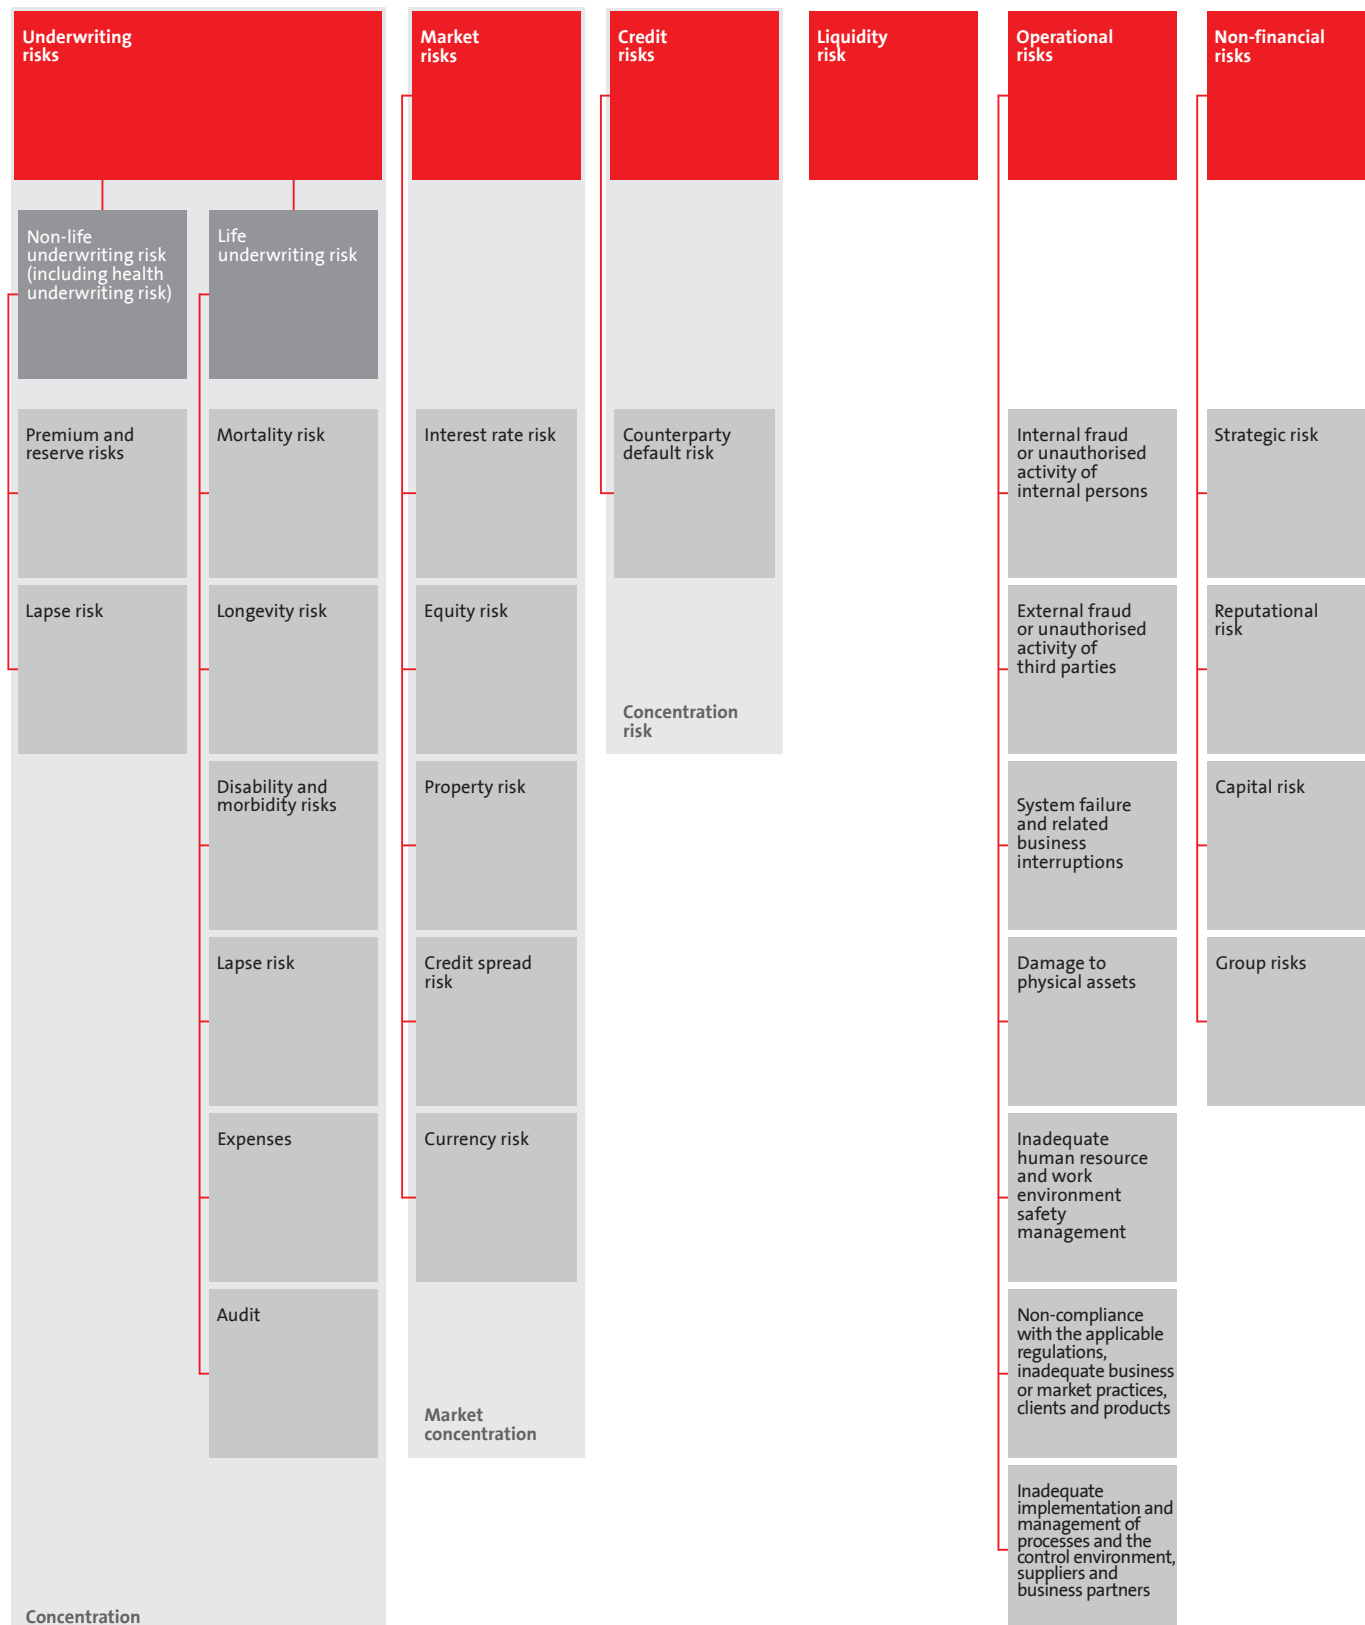 Underwriting
risks
Market
risks
Credit
risks
Liquidity
risk
Operational
risks
Non-financial
risks
Non-life
underwriting risk
(including health
underwriting risk)
Life
underwriting risk
Premium and
reserve risks
Lapse risk
Mortality risk
Longevity risk
Disability and
morbidity risks
Lapse risk
Expenses
Audit
Concentration
Interest rate risk
Equity risk
Property risk
Credit spread
risk
Currency risk
Market
concentration
Counterparty
default risk
Concentration
risk
Internal fraud
or unauthorised
activity of
internal persons
External fraud
or unauthorised
activity of
third parties
System failure
and related
business
interruptions
Damage to
physical assets
Inadequate
human resource
and work
environment
safety
management
Non-compliance
with the applicable
regulations,
inadequate business
or market practices,
clients and products
Inadequate
implementation and
management of
processes and the
control environment,
suppliers and
business partners
Strategic risk
Reputational
risk
Capital risk
Group risks